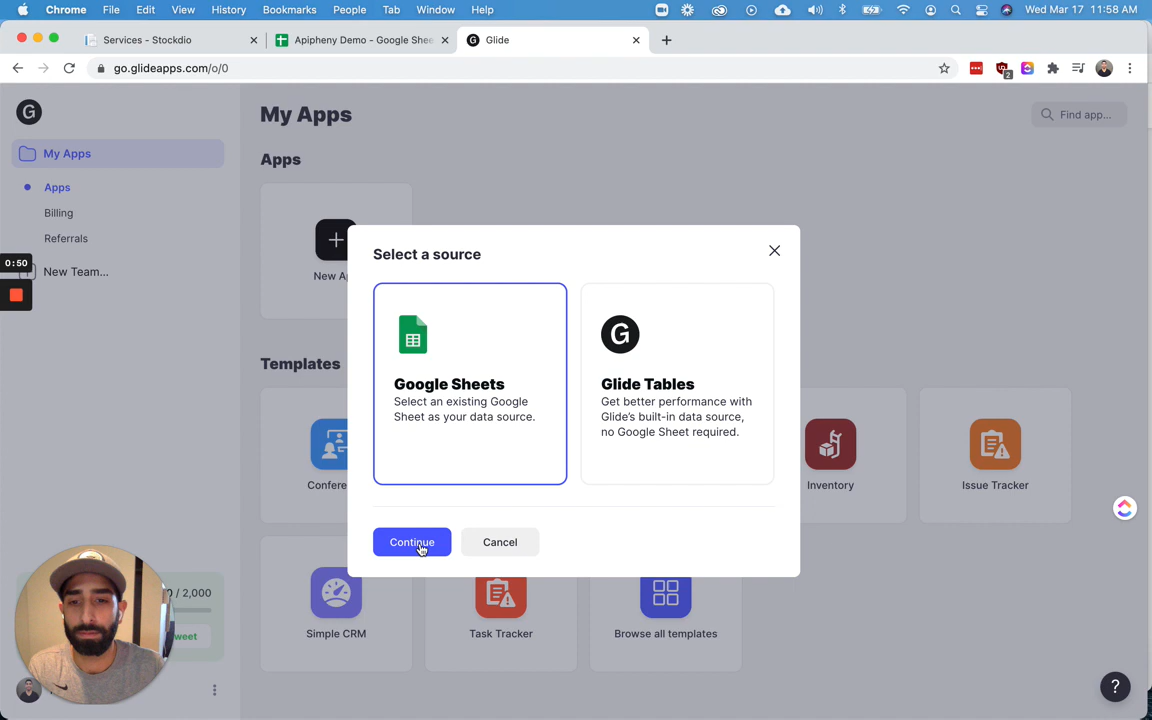 Chrome File Edit View History Bookmarks People Tab Window Help Wed Mar 17 11:58 AM
Services - Stockdio
Apipheny Demo - Google Shee
G Glide
go.glideapps.com/o/0
2
G
My Apps
Find app...
My Apps
Apps
Apps
Billing
Referrals
0:50
New Team...
New Ap
Select a source
Google Sheets
Select an existing Google
Sheet as your data source.
G
Glide Tables
Get better performance with
Glide's built-in data source,
no Google Sheet required.
Continue
Cancel
Templates
Confere
Inventory
Issue Tracker
Simple CRM
Task Tracker
Browse all templates
/ 2,000
weet
?